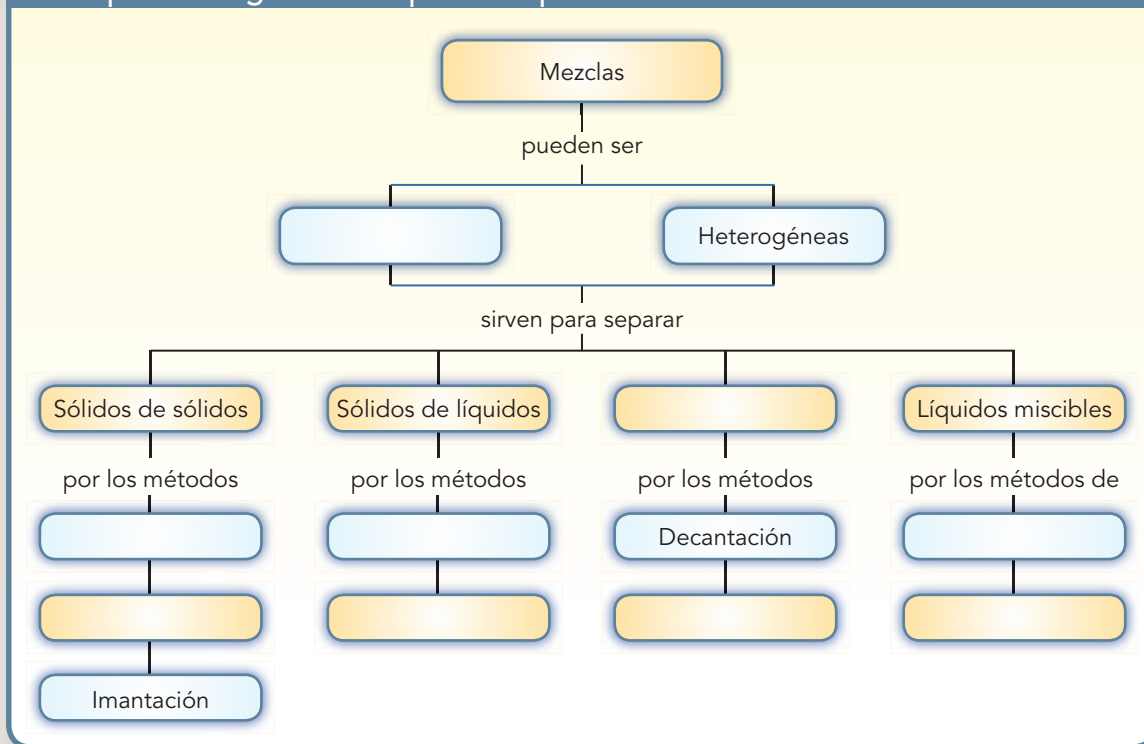 Mezclas
pueden ser
Heterogéneas
sirven para separar
Sólidos de sólidos
Sólidos de líquidos
Líquidos miscibles
por los métodos
por los métodos
por los métodos
por los métodos de
Decantación
Imantación